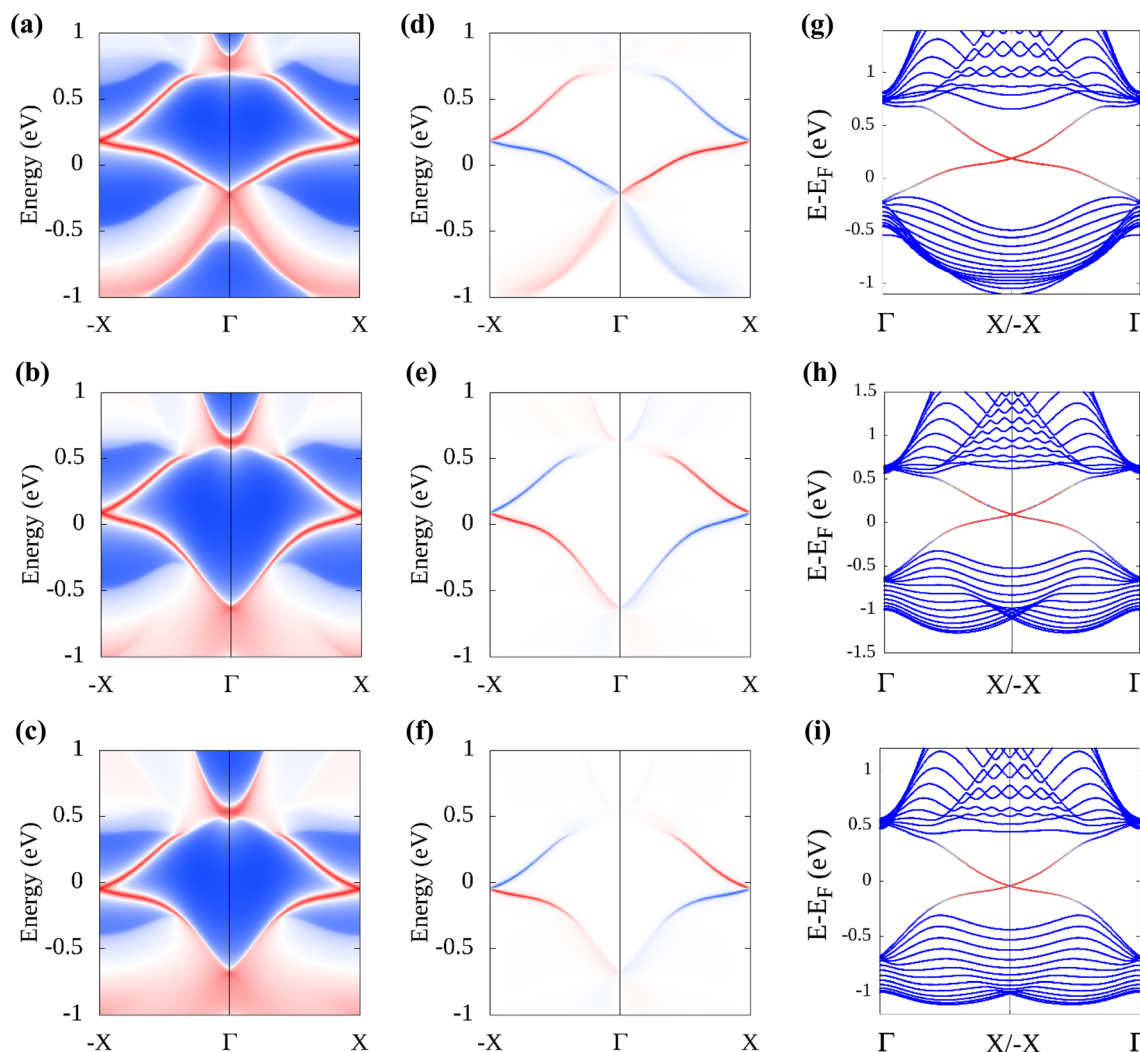 (a)
1
0.5
0
-0.5
-1
Energy (eV)
-X Γ X
(d)
1
0.5
0
-0.5
-1
Energy (eV)
-X Γ X
(g)
1
0.5
0
-0.5
-1
E-E_F (eV)
Γ X/-X Γ
(b)
1
0.5
0
-0.5
-1
Energy (eV)
-X Γ X
(e)
1
0.5
0
-0.5
-1
Energy (eV)
-X Γ X
(h)
1.5
1
0.5
0
-0.5
-1
-1.5
E-E_F (eV)
Γ X/-X Γ
(c)
1
0.5
0
-0.5
-1
Energy (eV)
-X Γ X
(f)
1
0.5
0
-0.5
-1
Energy (eV)
-X Γ X
(i)
1
0.5
0
-0.5
-1
E-E_F (eV)
Γ X/-X Γ